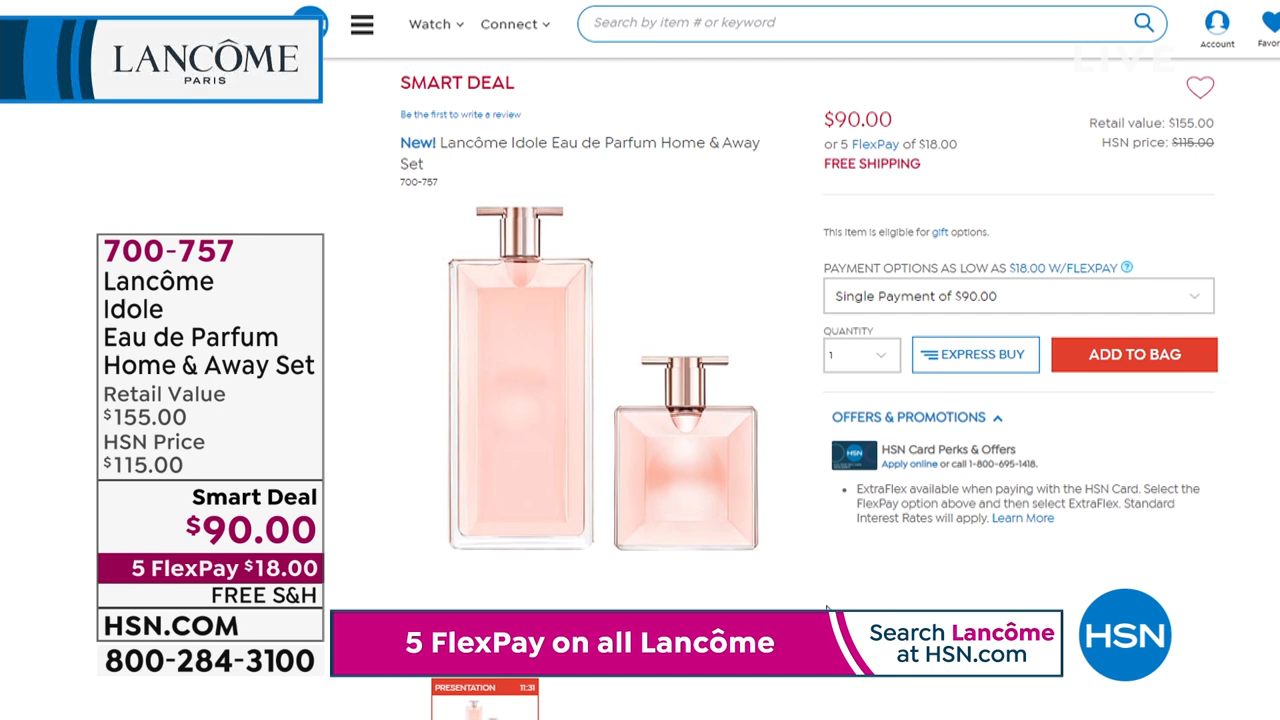 LANCÔME
PARIS
Watch
Connect
Search by item # or keyword
Account
LIVE
SMART DEAL
Be the first to write a review
New! Lancôme Idole Eau de Parfum Home & Away
Set
700-757
$90.00
or 5 FlexPay of $18.00
FREE SHIPPING
Retail value: $155.00
HSN price: $115.00
This item is eligible for gift options.
PAYMENT OPTIONS AS LOW AS $18.00 W/FLEXPAY ?
Single Payment of $90.00
QUANTITY
1
EXPRESS BUY
ADD TO BAG
OFFERS & PROMOTIONS
HSN
HSN Card Perks & Offers
Apply online or call 1-800-695-1418.
• ExtraFlex available when paying with the HSN Card. Select the
FlexPay option above and then select ExtraFlex. Standard
Interest Rates will apply. Learn More
700-757
Lancôme
Idole
Eau de Parfum
Home & Away Set
Retail Value
$155.00
HSN Price
$115.00
Smart Deal
$90.00
5 FlexPay $18.00
FREE S&H
HSN.COM
800-284-3100
5 FlexPay on all Lancôme
Search Lancôme
at HSN.com
HSN
PRESENTATION 11:31